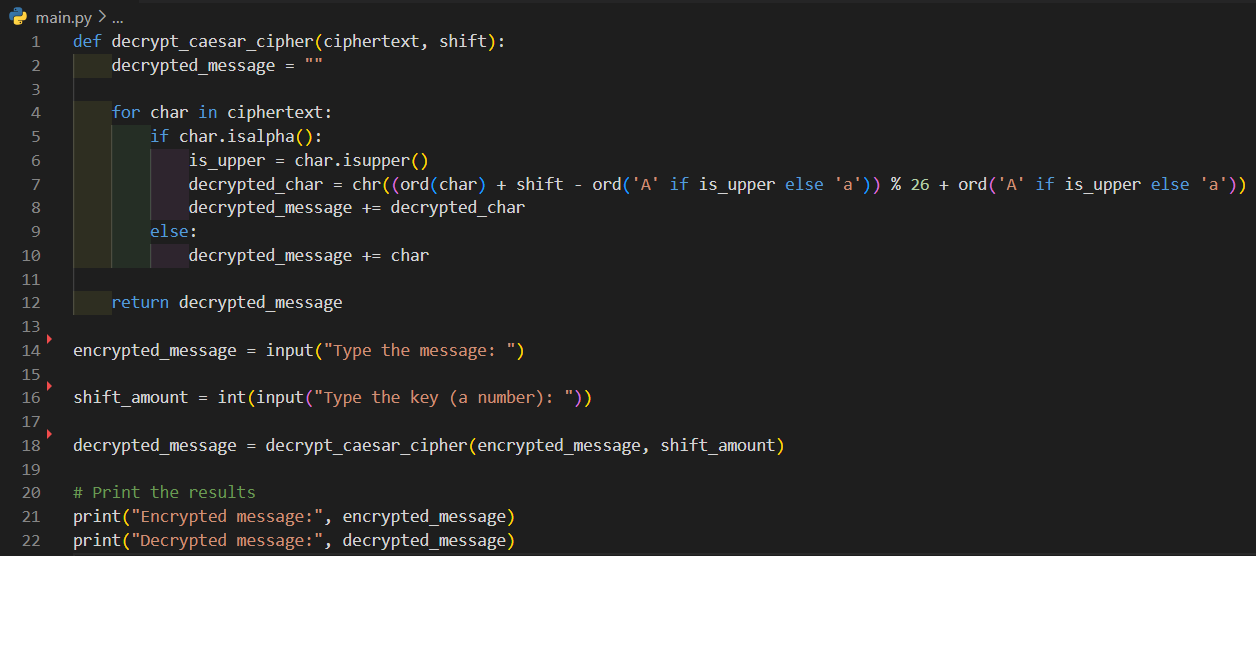 main.py > ...
1 def decrypt_caesar_cipher(ciphertext, shift):
2     decrypted_message = ""
3
4     for char in ciphertext:
5         if char.isalpha():
6             is_upper = char.isupper()
7             decrypted_char = chr((ord(char) + shift - ord('A' if is_upper else 'a')) % 26 + ord('A' if is_upper else 'a'))
8             decrypted_message += decrypted_char
9         else:
10             decrypted_message += char
11
12     return decrypted_message
13
14 encrypted_message = input("Type the message: ")
15
16 shift_amount = int(input("Type the key (a number): "))
17
18 decrypted_message = decrypt_caesar_cipher(encrypted_message, shift_amount)
19
20 # Print the results
21 print("Encrypted message:", encrypted_message)
22 print("Decrypted message:", decrypted_message)